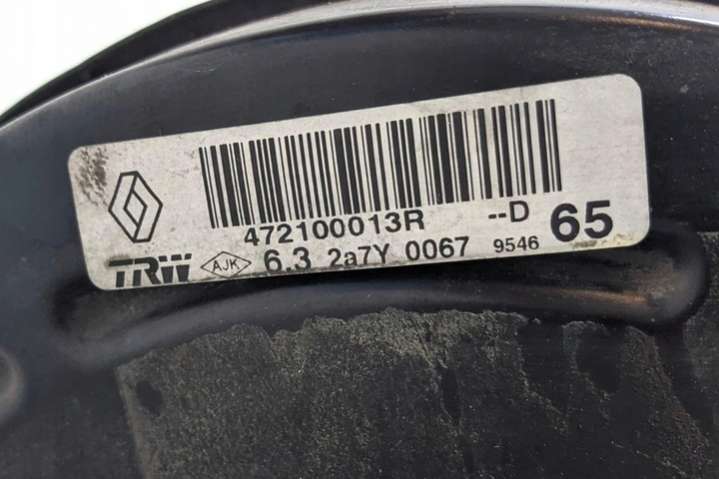 472100013R --D 65
TRW AJK 6.3 2a7Y 0067 9546